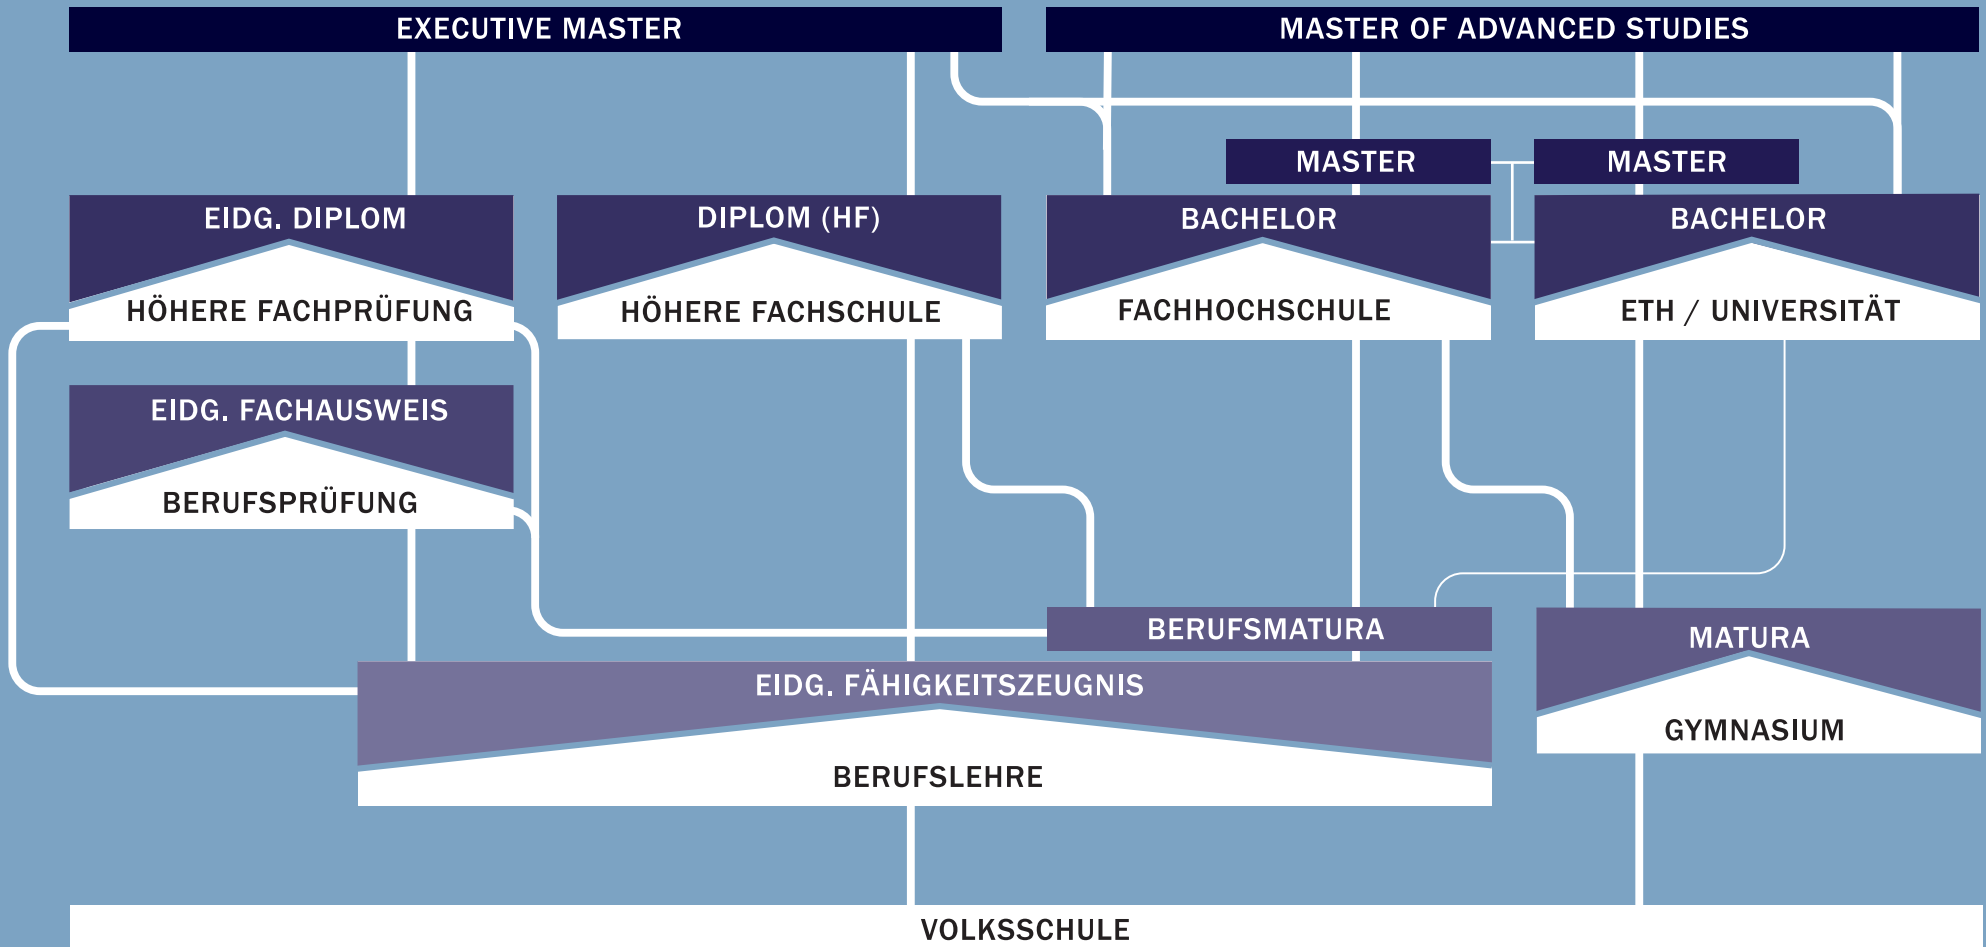 EXECUTIVE MASTER
MASTER OF ADVANCED STUDIES
MASTER
MASTER
EIDG. DIPLOM
DIPLOM (HF)
BACHELOR
BACHELOR
HÖHERE FACHPRÜFUNG
HÖHERE FACHSCHULE
FACHHOCHSCHULE
ETH / UNIVERSITÄT
EIDG. FACHAUSWEIS
BERUFSPRÜFUNG
BERUFSMATURA
MATURA
EIDG. FÄHIGKEITSZEUGNIS
GYMNASIUM
BERUFSLEHRE
VOLKSSCHULE